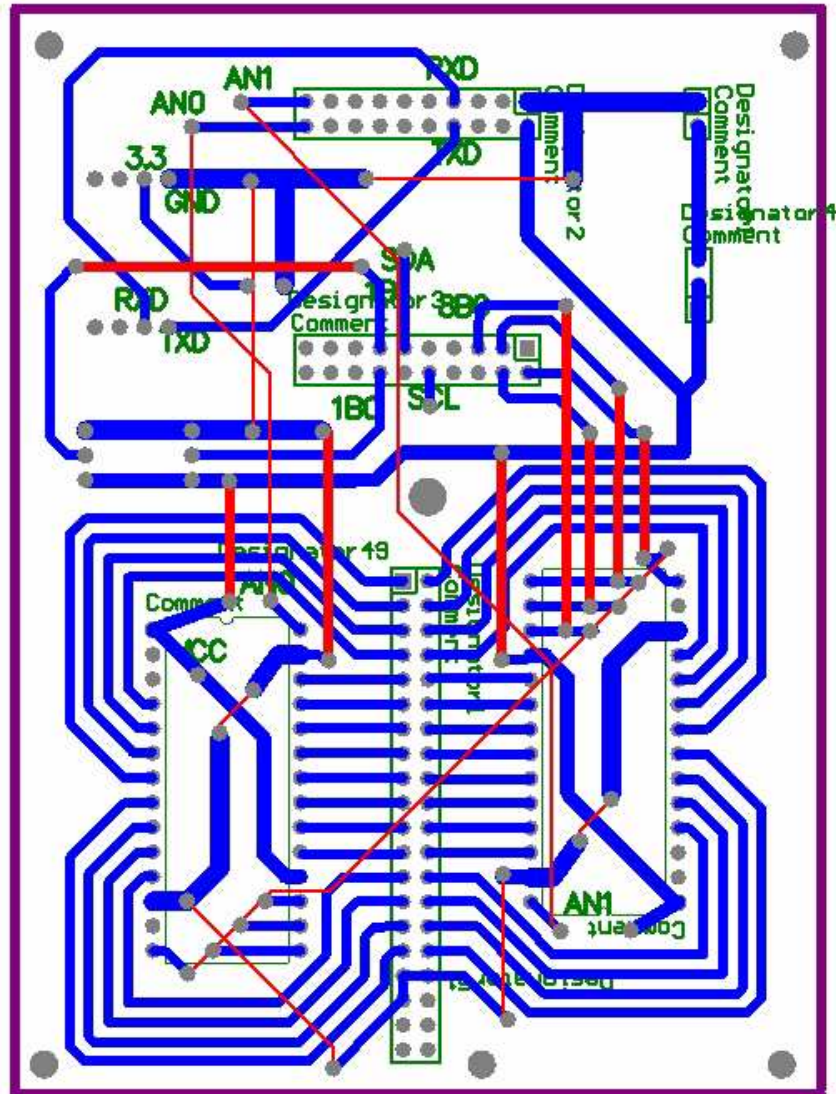 RXD
AN1
AN0
TXD
3.3
GND
Designator
Comment
Designator4
Comment
SDA
Designator3
Comment
RXD
TXD
1B0
SCL
Designator49
AN0
Comment
VCC
AN1
Comment
Designator51